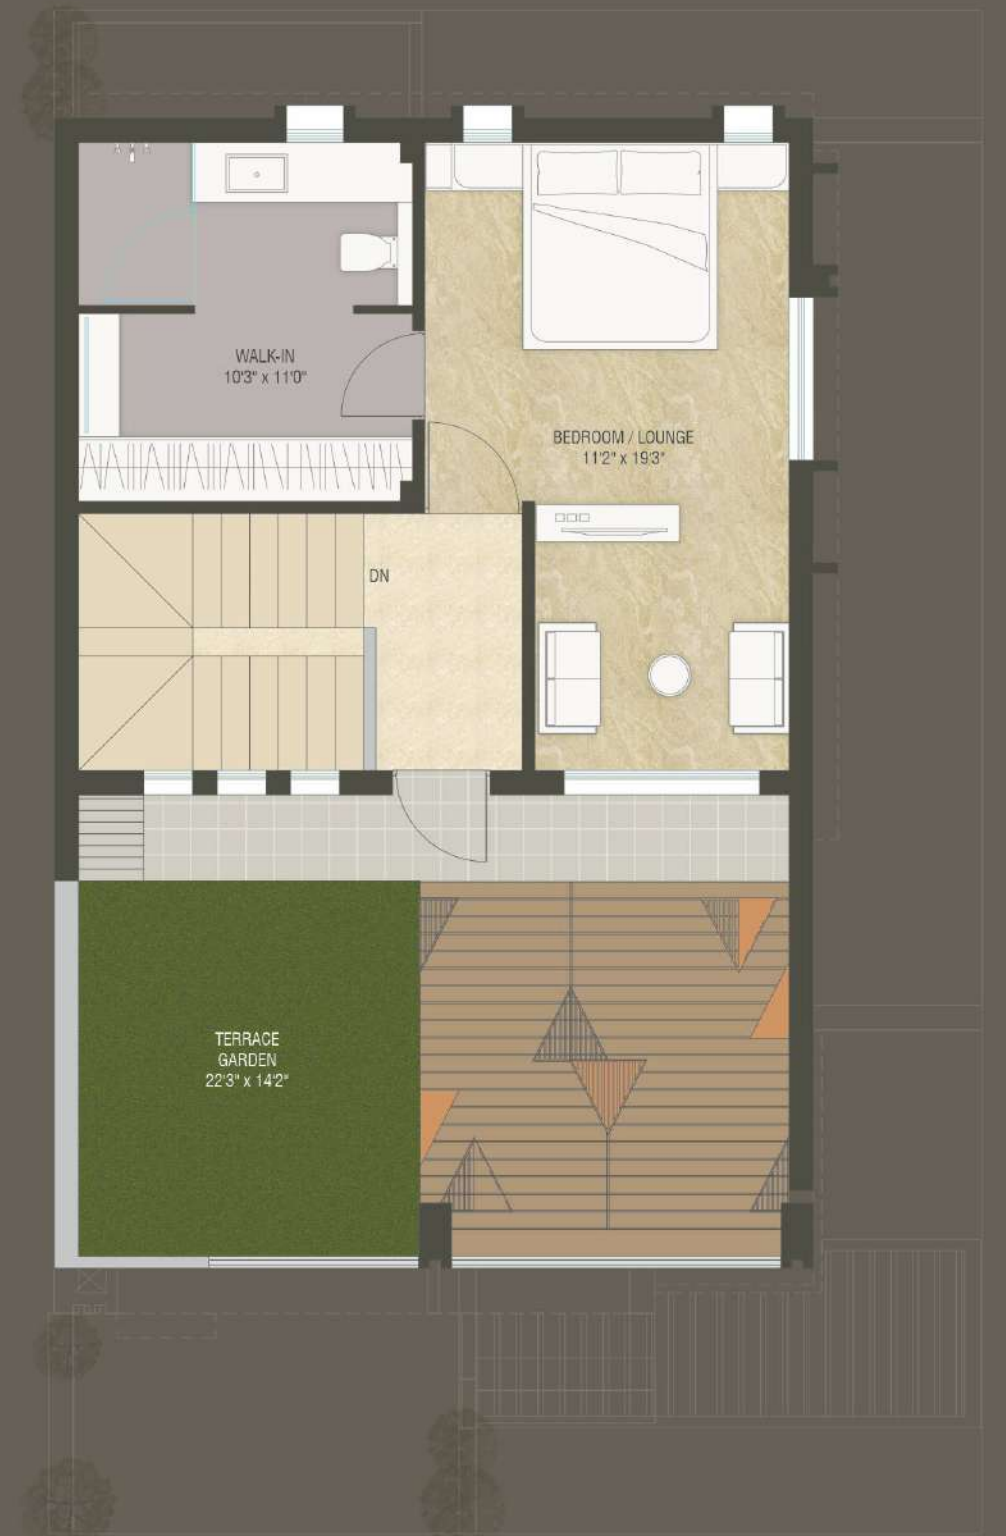 WALK-IN
10'3" x 11'0"
BEDROOM / LOUNGE
11'2" x 19'3"
DN
TERRACE
GARDEN
22'3" x 14'2"